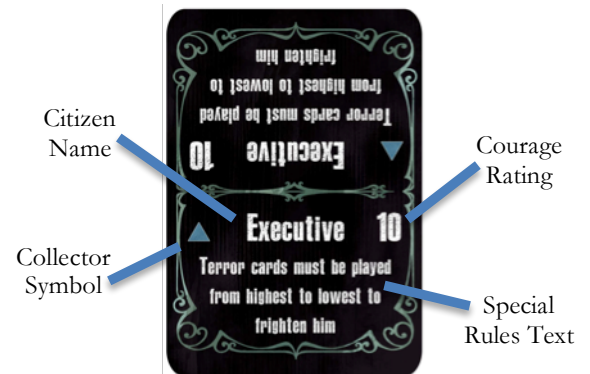 him
frighten him
from highest to lowest to
Terror cards must be played
Executive 10
Citizen
Name
Courage
Rating
Executive 10
Collector
Symbol
Terror cards must be played
from highest to lowest to
frighten him
Special
Rules Text